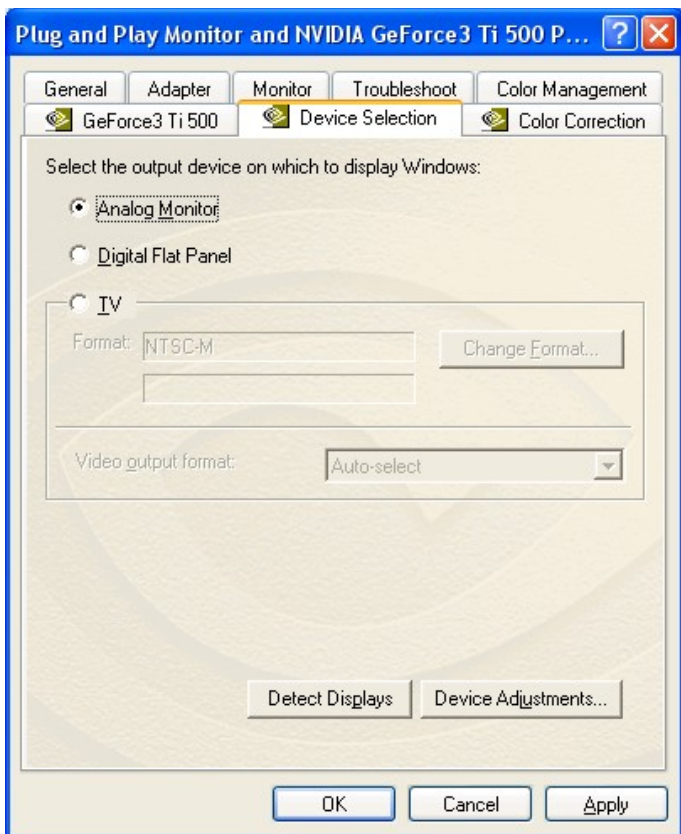 Plug and Play Monitor and NVIDIA GeForce3 Ti 500 P...
General Adapter Monitor Troubleshoot Color Management
GeForce3 Ti 500 Device Selection Color Correction
Select the output device on which to display Windows:
Analog Monitor
Digital Flat Panel
TV
Format: NTSC-M Change Format...
Video output format: Auto-select
Detect Displays Device Adjustments...
OK Cancel Apply